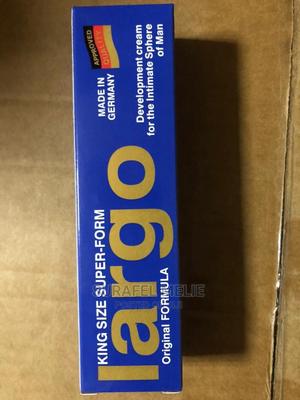 APPROVED
QUALITY
MADE IN
GERMANY
Development cream
for the Intimate Sphere
of Man
KING SIZE SUPER-FORM
largo
Original FORMULA